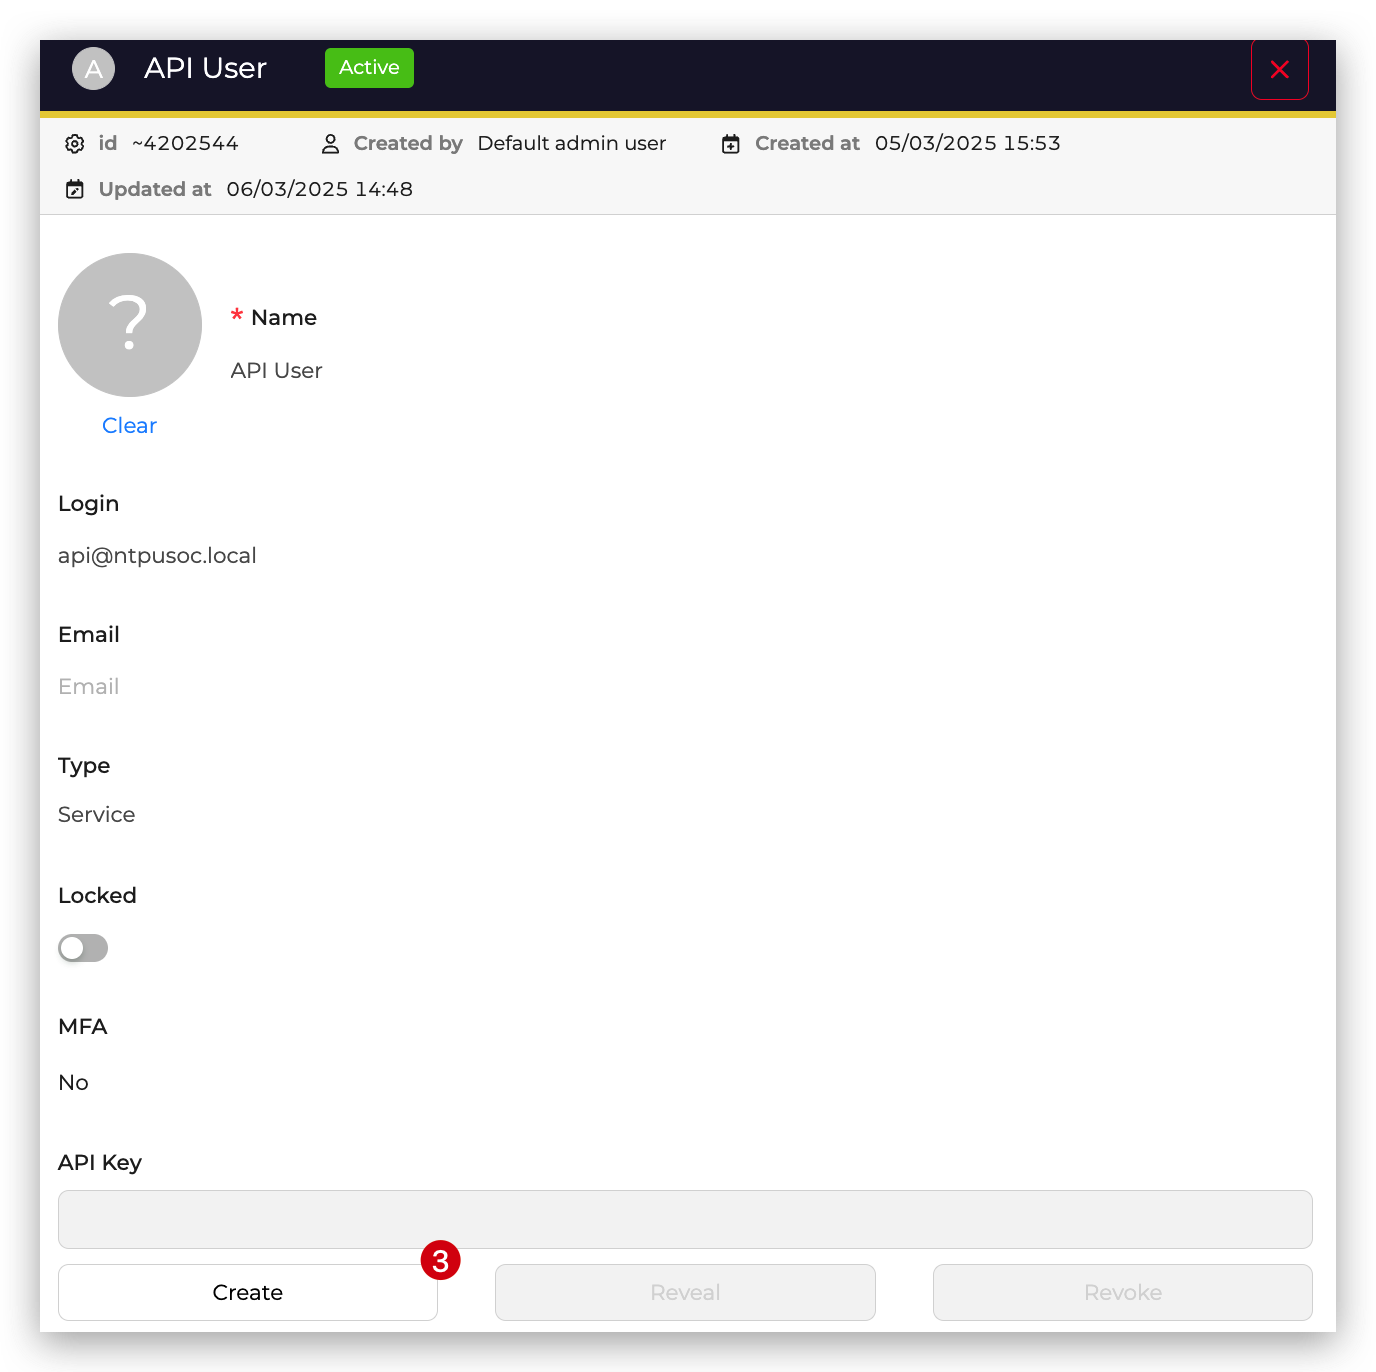 A API User Active
id ~4202544 Created by Default admin user Created at 05/03/2025 15:53
Updated at 06/03/2025 14:48
?
* Name
API User
Clear
Login
api@ntpusoc.local
Email
Email
Type
Service
Locked
MFA
No
API Key
3
Create Reveal Revoke